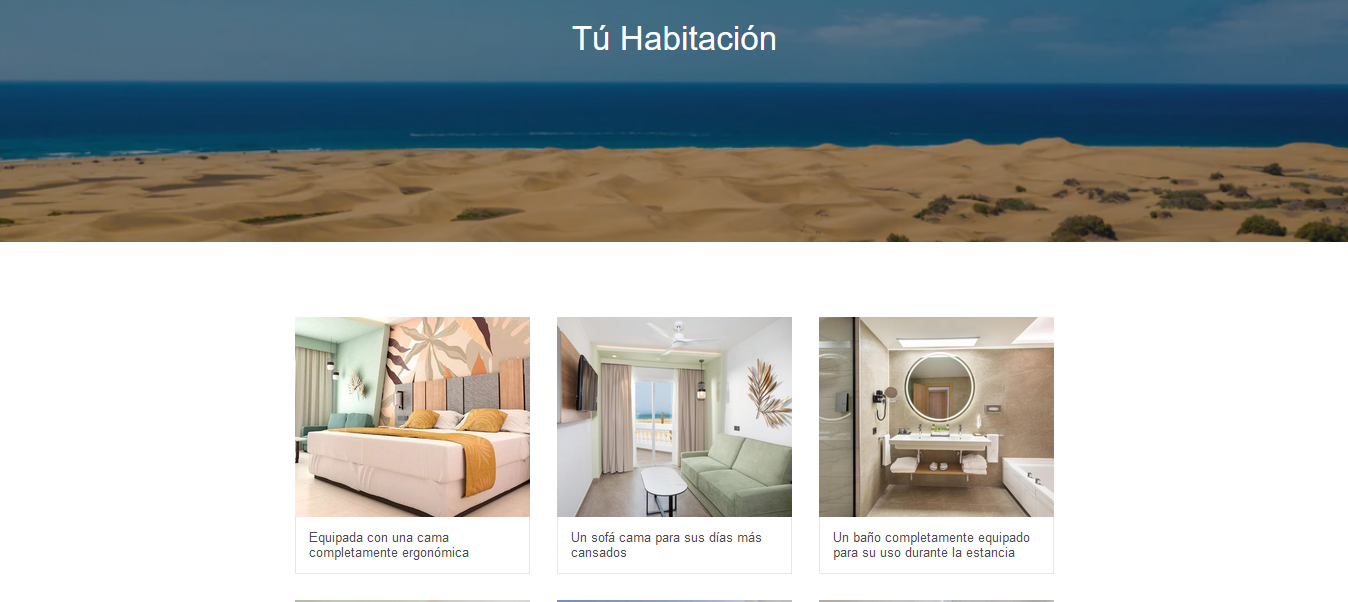 Tú Habitación
Equipada con una cama
completamente ergonómica
Un sofá cama para sus días más
cansados
Un baño completamente equipado
para su uso durante la estancia